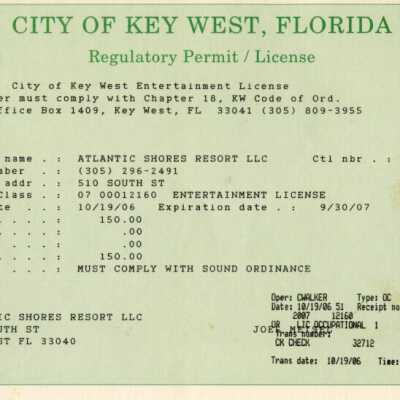 CITY OF KEY WEST, FLORIDA
Regulatory Permit / License
City of Key West Entertainment License
er must comply with Chapter 18, KW Code of Ord.
ffice Box 1409, Key West, FL 33041 (305) 809-3955
name . : ATLANTIC SHORES RESORT LLC Ctl nbr . :
mber . : (305) 296-2491
addr . : 510 SOUTH ST
Class . : 07 00012160 ENTERTAINMENT LICENSE
te . . : 10/19/06 Expiration date . : 9/30/07
. . . . : 150.00
. . . . : .00
. . . . : .00
. . . . : 150.00
. . . . : MUST COMPLY WITH SOUND ORDINANCE
Oper: CWALKER Type: OC
Date: 10/19/06 51 Receipt no
IC SHORES RESORT LLC 2007 12160
UTH ST JOEL OR LIC OCCUPATIONAL 1
Trans number:
ST FL 33040 CK CHECK 32712
Trans date: 10/19/06 Time: